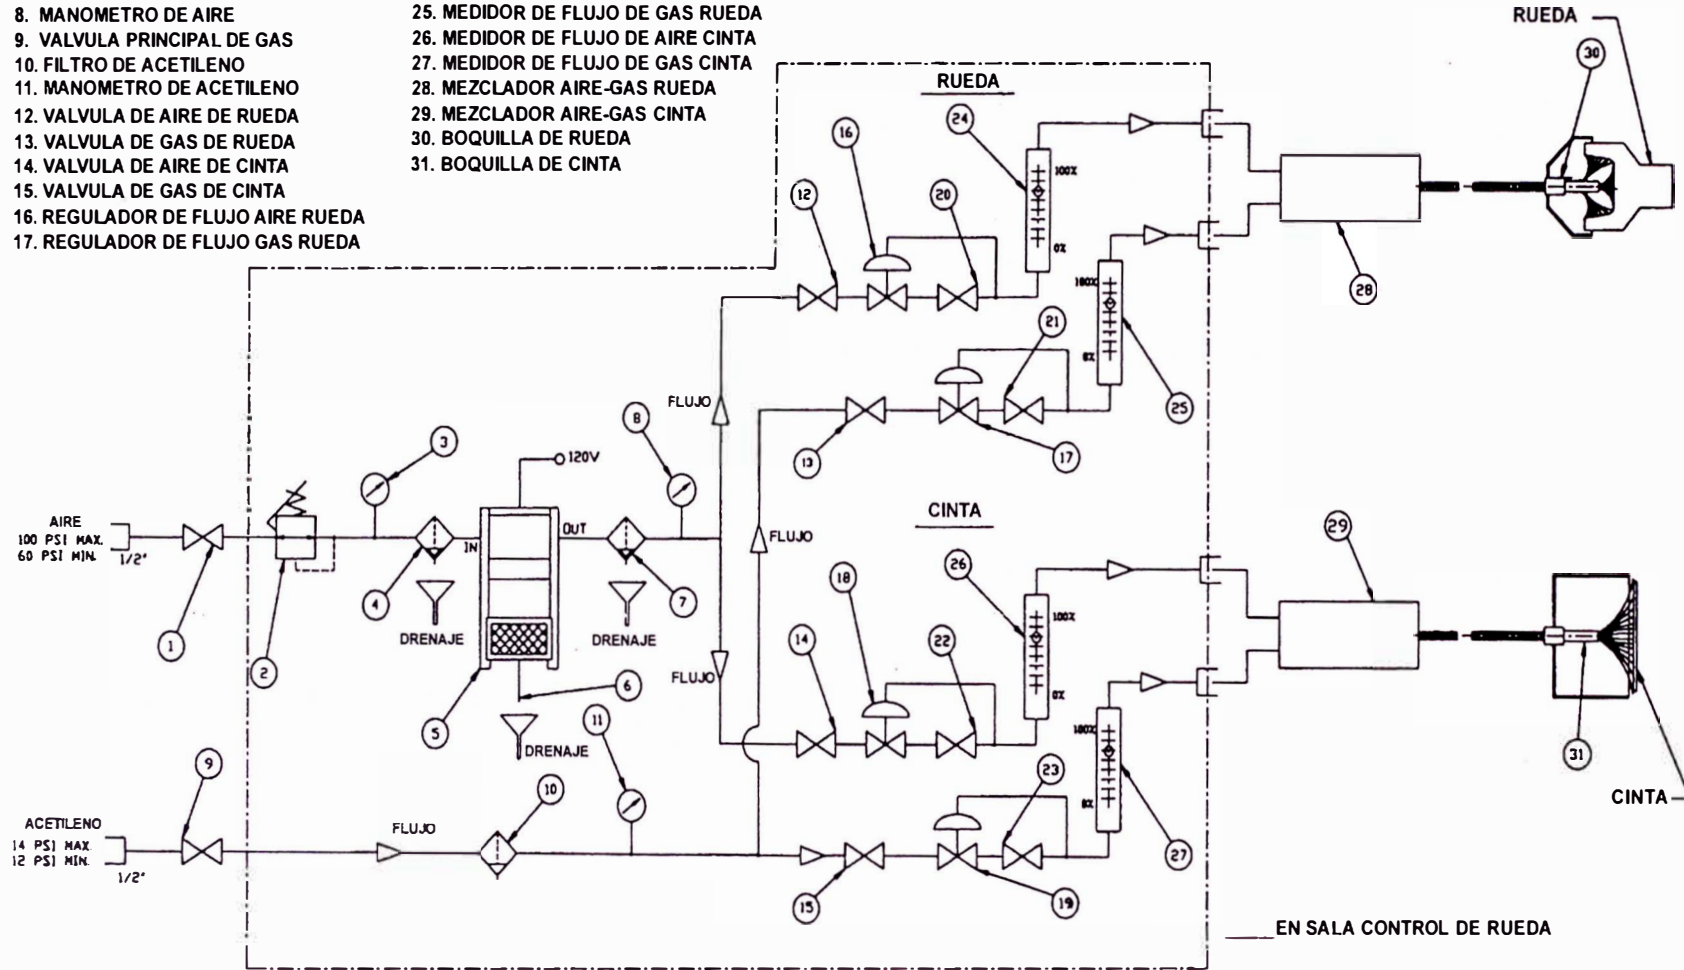 8. MANOMETRO DE AIRE
9. VALVULA PRINCIPAL DE GAS
10. FILTRO DE ACETILENO
11. MANOMETRO DE ACETILENO
12. VALVULA DE AIRE DE RUEDA
13. VALVULA DE GAS DE RUEDA
14. VALVULA DE AIRE DE CINTA
15. VALVULA DE GAS DE CINTA
16. REGULADOR DE FLUJO AIRE RUEDA
17. REGULADOR DE FLUJO GAS RUEDA
25. MEDIDOR DE FLUJO DE GAS RUEDA
26. MEDIDOR DE FLUJO DE AIRE CINTA
27. MEDIDOR DE FLUJO DE GAS CINTA
28. MEZCLADOR AIRE-GAS RUEDA
29. MEZCLADOR AIRE-GAS CINTA
30. BOQUILLA DE RUEDA
31. BOQUILLA DE CINTA
RUEDA
30
RUEDA
24
16
100%
12
20
0%
28
100%
21
0%
25
FLUJO
8
3
13
17
120V
CINTA
AIRE
100 PSI MAX.
60 PSI MIN.
1/2"
IN
OUT
FLUJO
29
26
18
4
7
100%
DRENAJE
DRENAJE
1
2
14
22
FLUJO
6
0%
5
11
100%
DRENAJE
31
9
23
10
0%
CINTA
ACETILENO
14 PSI MAX.
12 PSI MIN.
1/2"
FLUJO
27
15
19
EN SALA CONTROL DE RUEDA